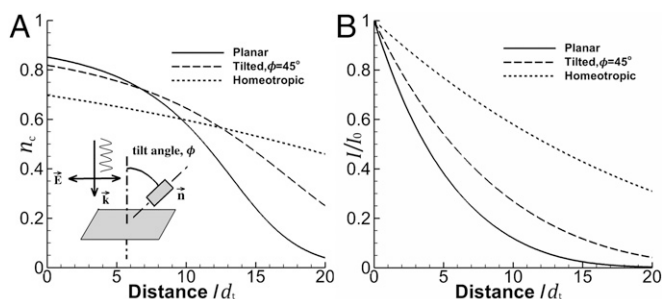 A
1
0.8
0.6
0.4
0.2
0
n_c
Planar
Tilted,ϕ=45°
Homeotropic
tilt angle, ϕ
E
k
n
0 5 10 15 20
Distance /d_t
B
1
0.8
0.6
0.4
0.2
0
I/I_0
Planar
Tilted,ϕ=45°
Homeotropic
0 5 10 15 20
Distance /d_t